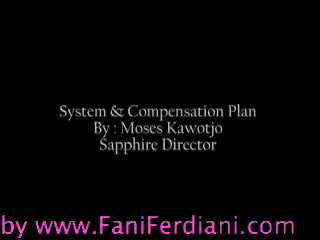 System & Compensation Plan
By : Moses Kawotjo
Sapphire Director
by www.FaniFerdiani.com